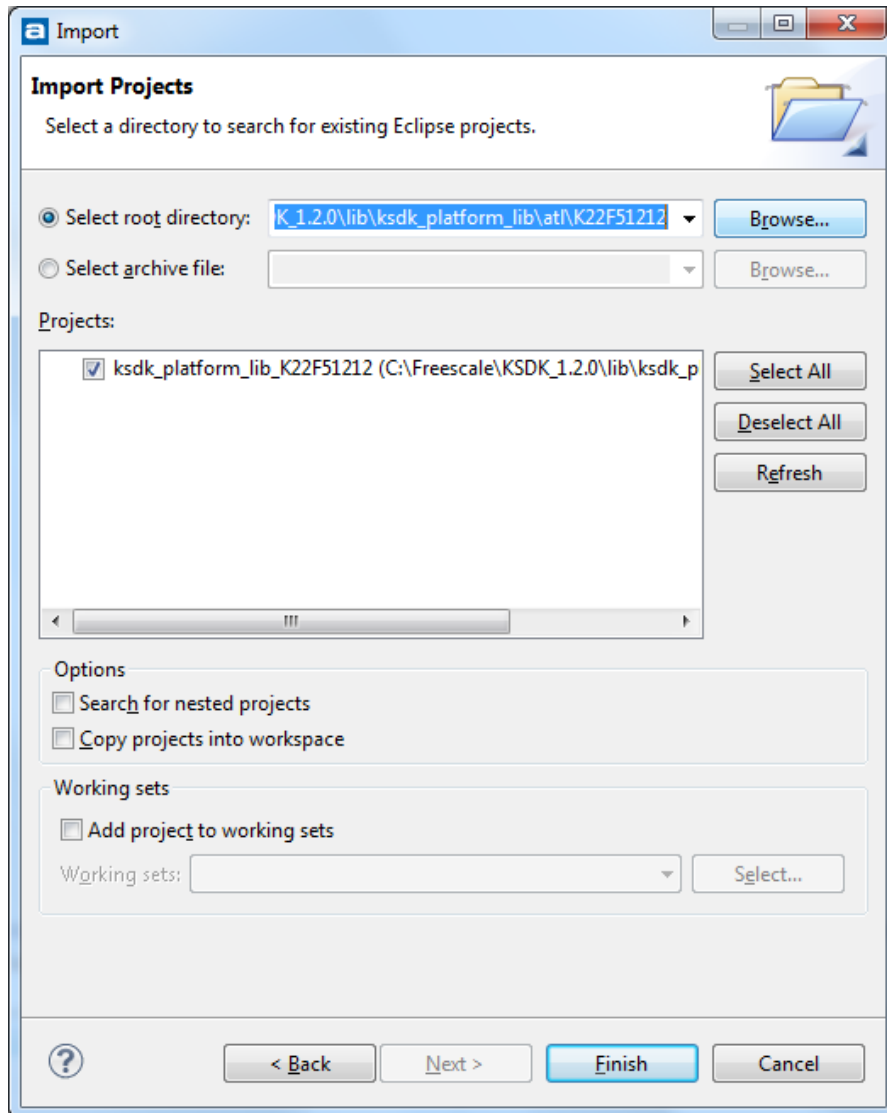 a Import
Import Projects
Select a directory to search for existing Eclipse projects.
Select root directory: K_1.2.0\lib\ksdk_platform_lib\atl\K22F51212 Browse...
Select archive file: Browse...
Projects:
ksdk_platform_lib_K22F51212 (C:\Freescale\KSDK_1.2.0\lib\ksdk_p Select All
Deselect All
Refresh
Options
Search for nested projects
Copy projects into workspace
Working sets
Add project to working sets
Working sets: Select...
? < Back Next > Finish Cancel